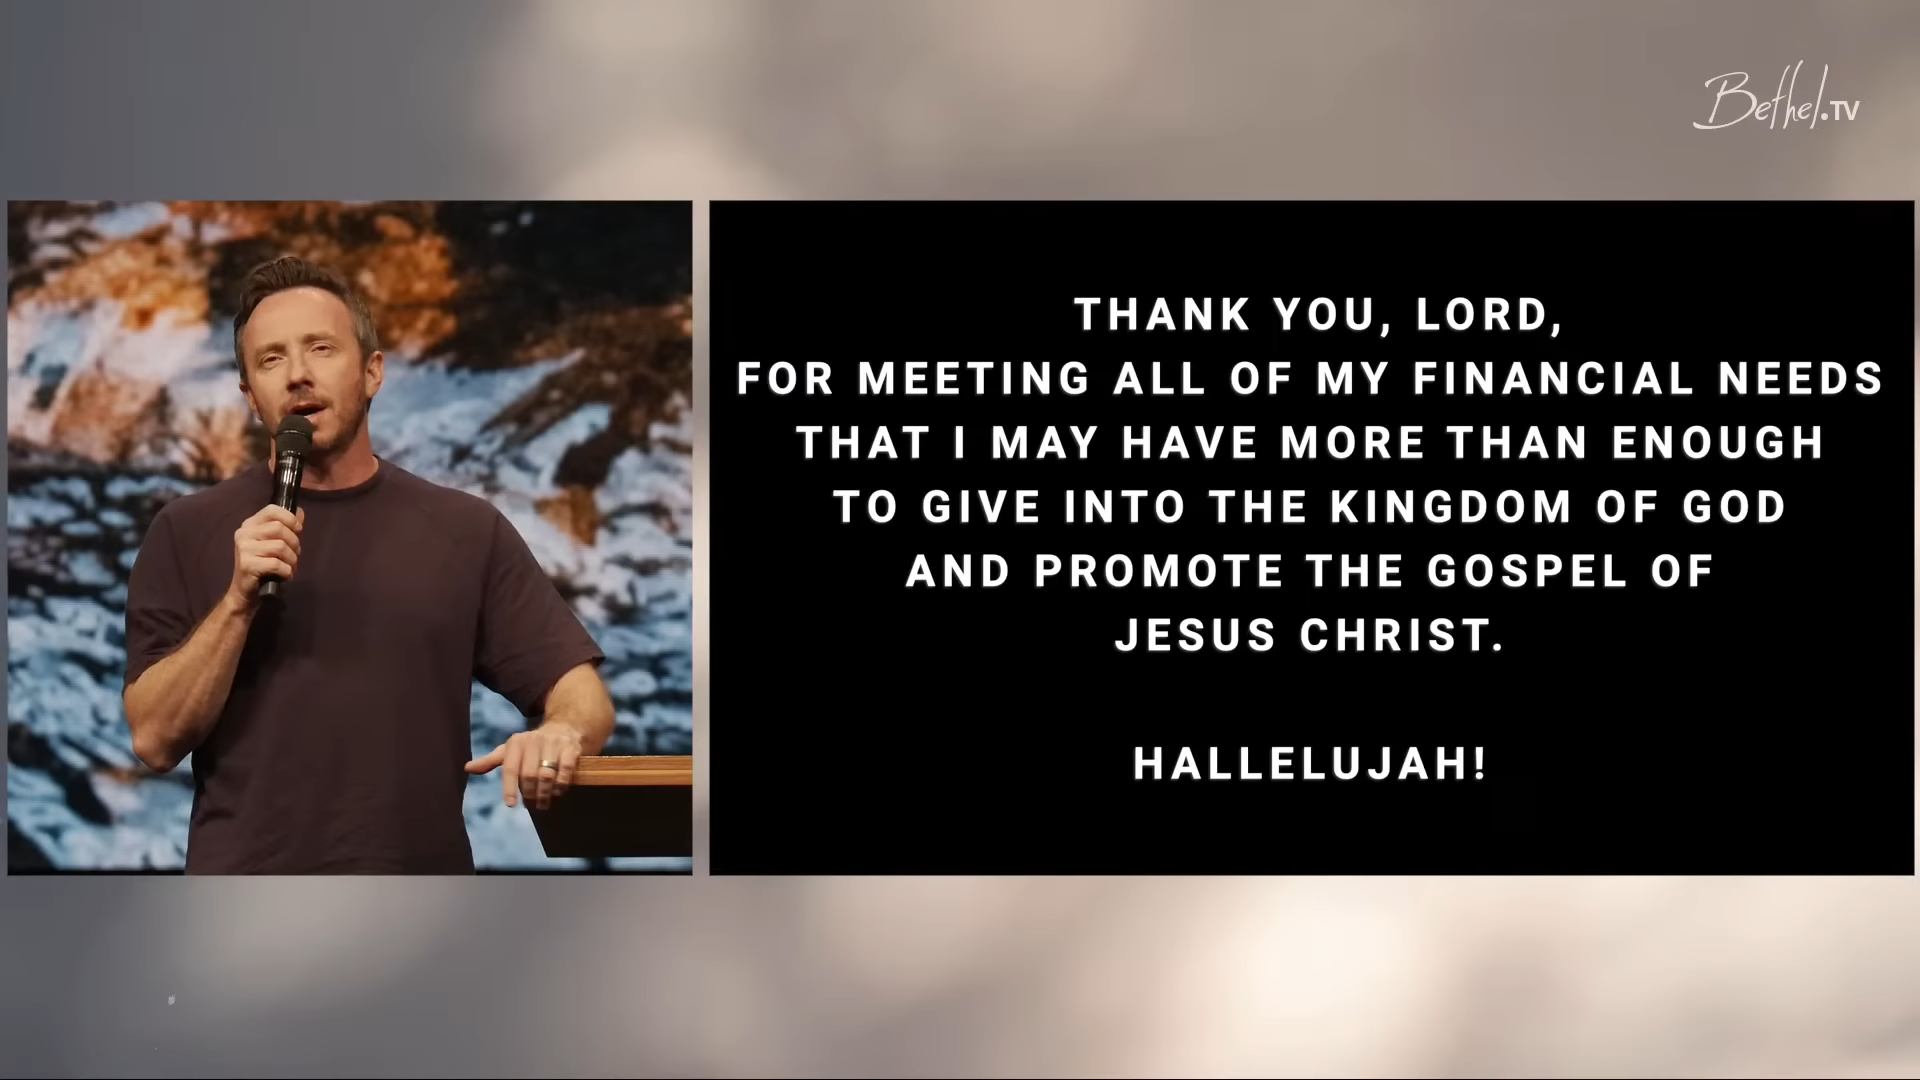 Bethel.TV
THANK YOU, LORD,
FOR MEETING ALL OF MY FINANCIAL NEEDS
THAT I MAY HAVE MORE THAN ENOUGH
TO GIVE INTO THE KINGDOM OF GOD
AND PROMOTE THE GOSPEL OF
JESUS CHRIST.
HALLELUJAH!